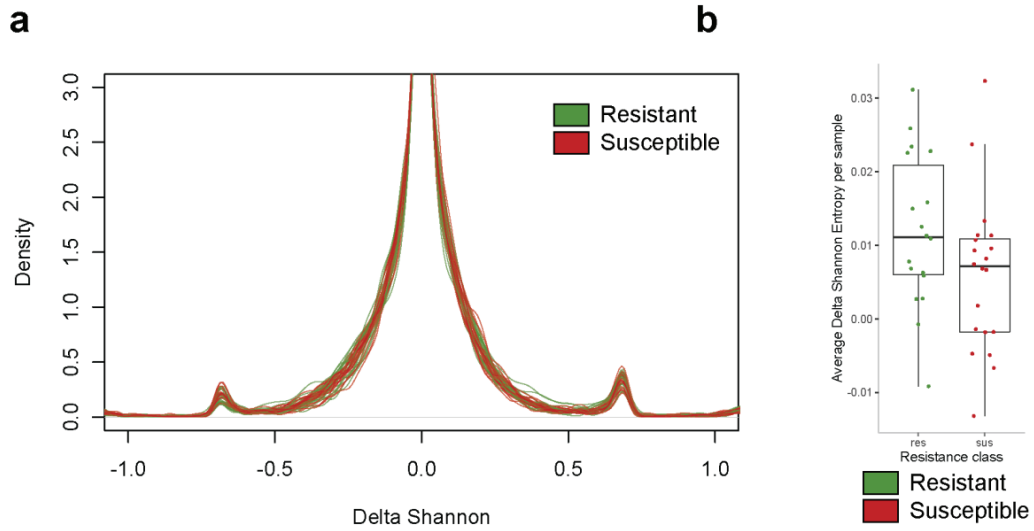 a
Density
3.0
2.5
2.0
1.5
1.0
0.5
0.0
Resistant
Susceptible
-1.0
-0.5
0.0
0.5
1.0
Delta Shannon
b
Average Delta Shannon Entropy per sample
0.03
0.02
0.01
0.00
-0.01
res
sus
Resistance class
Resistant
Susceptible